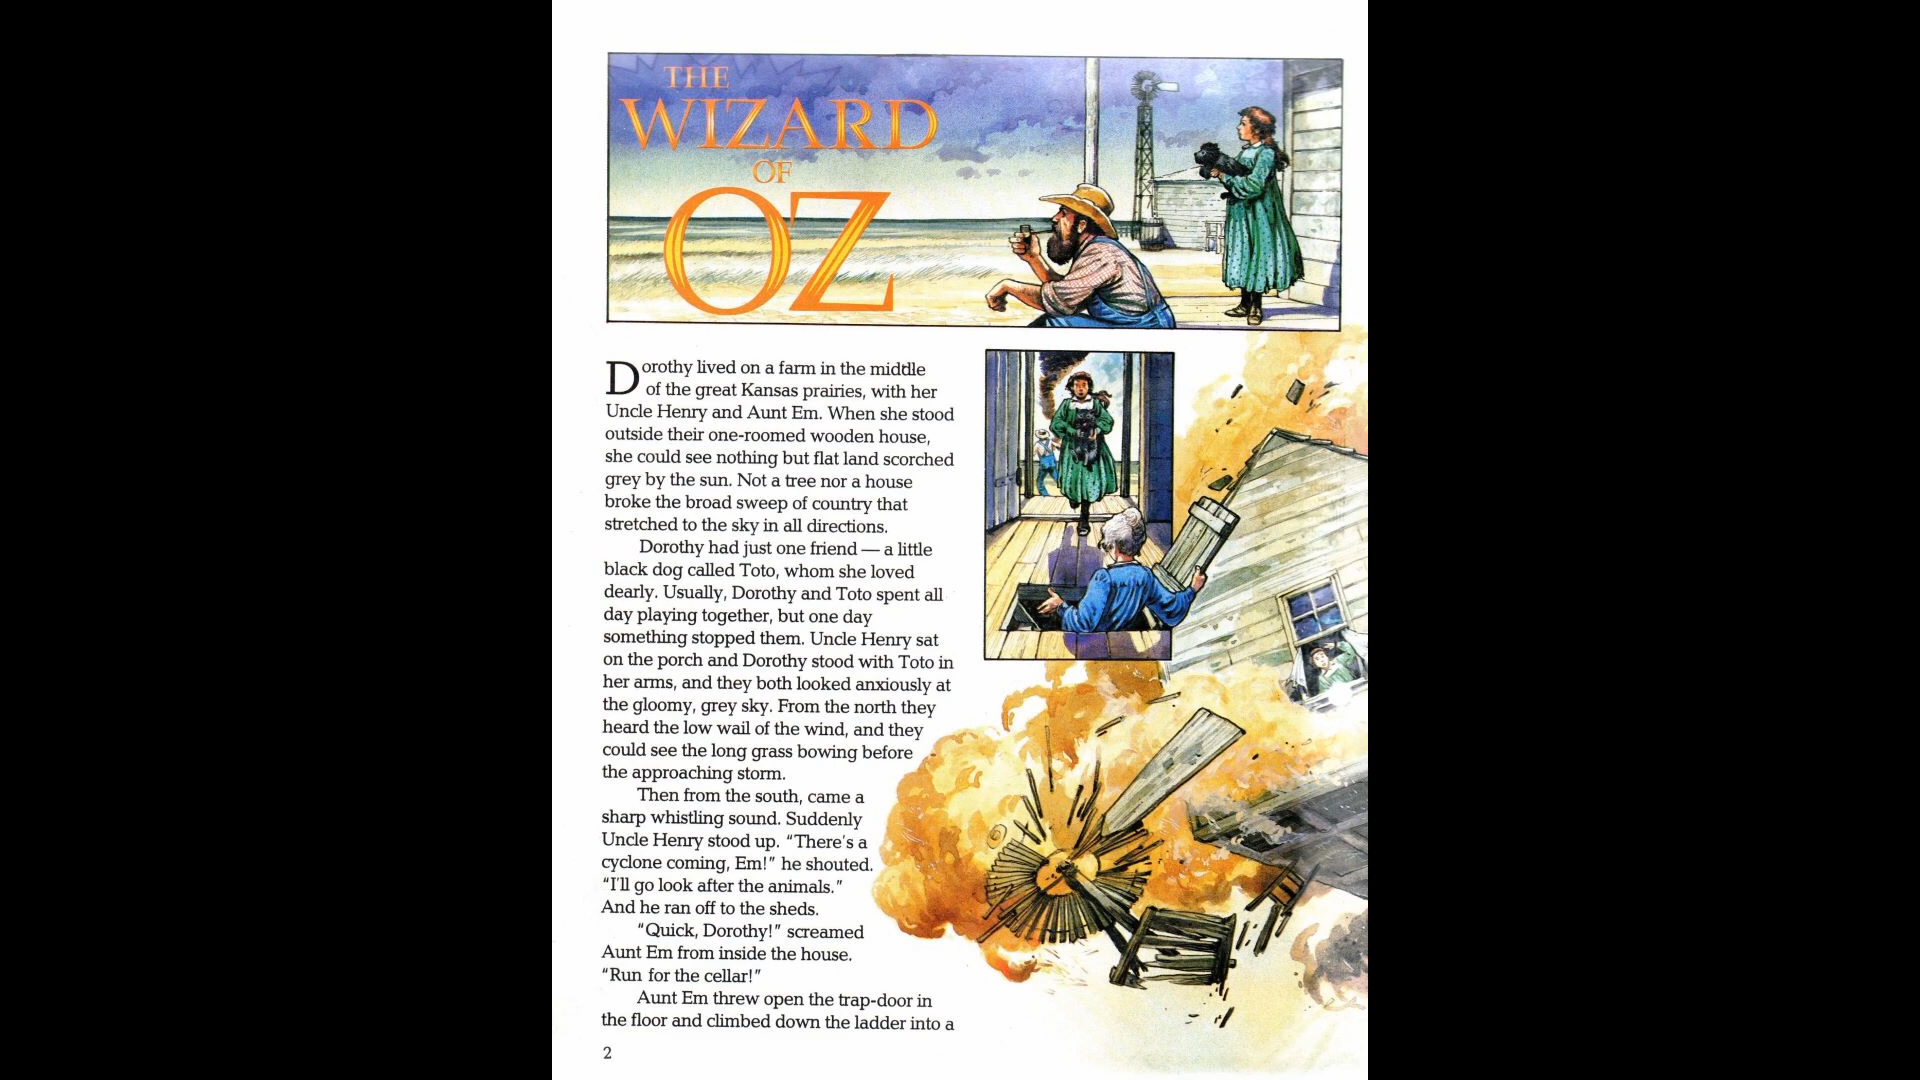 THE
WIZARD
OF
OZ
Dorothy lived on a farm in the middle
of the great Kansas prairies, with her
Uncle Henry and Aunt Em. When she stood
outside their one-roomed wooden house,
she could see nothing but flat land scorched
grey by the sun. Not a tree nor a house
broke the broad sweep of country that
stretched to the sky in all directions.
Dorothy had just one friend — a little
black dog called Toto, whom she loved
dearly. Usually, Dorothy and Toto spent all
day playing together, but one day
something stopped them. Uncle Henry sat
on the porch and Dorothy stood with Toto in
her arms, and they both looked anxiously at
the gloomy, grey sky. From the north they
heard the low wail of the wind, and they
could see the long grass bowing before
the approaching storm.
Then from the south, came a
sharp whistling sound. Suddenly
Uncle Henry stood up. “There's a
cyclone coming, Em!” he shouted.
“I'll go look after the animals.”
And he ran off to the sheds.
“Quick, Dorothy!” screamed
Aunt Em from inside the house.
“Run for the cellar!”
Aunt Em threw open the trap-door in
the floor and climbed down the ladder into a
2